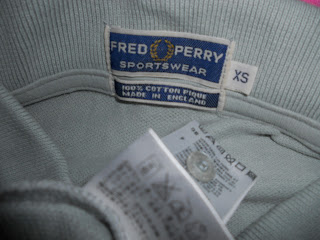 FRED PERRY
SPORTSWEAR
XS
100% COTTON PIQUE
MADE IN ENGLAND